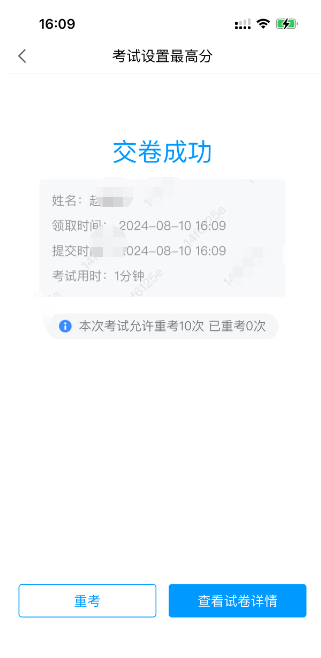 16:09
考试设置最高分
交卷成功
姓名：赵
领取时间： 2024-08-10 16:09
提交时 2024-08-10 16:09
考试用时：1分钟
本次考试允许重考10次 已重考0次
重考
查看试卷详情